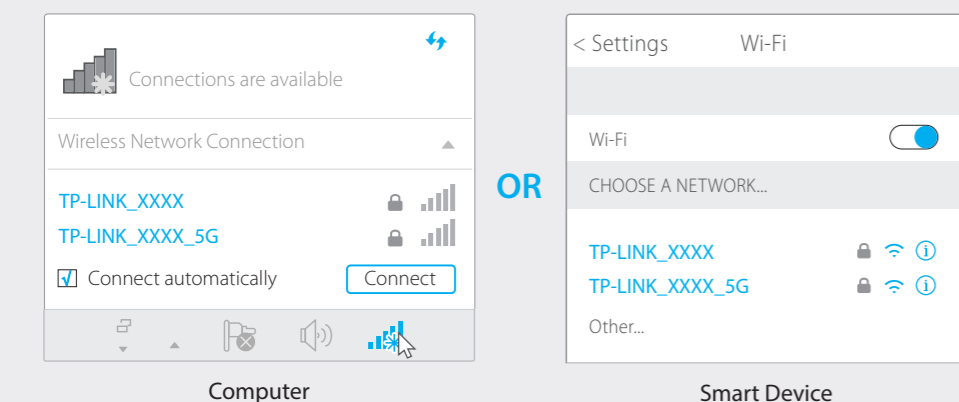 Connections are available
Wireless Network Connection
TP-LINK_XXXX
TP-LINK_XXXX_5G
Connect automatically
Connect
Computer
OR
< Settings
Wi-Fi
Wi-Fi
CHOOSE A NETWORK...
TP-LINK_XXXX
TP-LINK_XXXX_5G
Other...
Smart Device